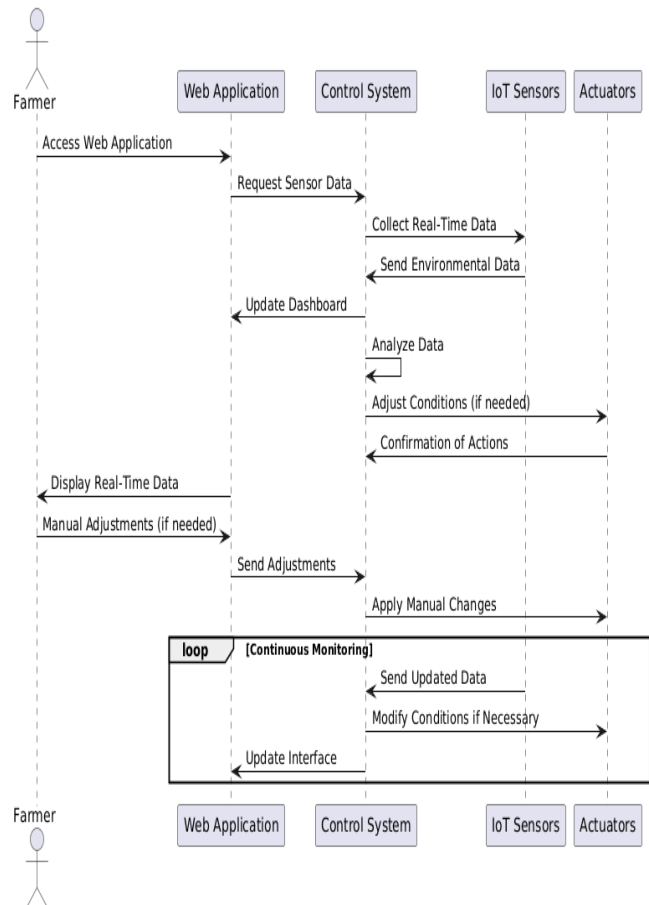 Farmer
Web Application
Control System
IoT Sensors
Actuators
Access Web Application
Request Sensor Data
Collect Real-Time Data
Send Environmental Data
Update Dashboard
Analyze Data
Adjust Conditions (if needed)
Confirmation of Actions
Display Real-Time Data
Manual Adjustments (if needed)
Send Adjustments
Apply Manual Changes
loop
[Continuous Monitoring]
Send Updated Data
Modify Conditions if Necessary
Update Interface
Farmer
Web Application
Control System
IoT Sensors
Actuators